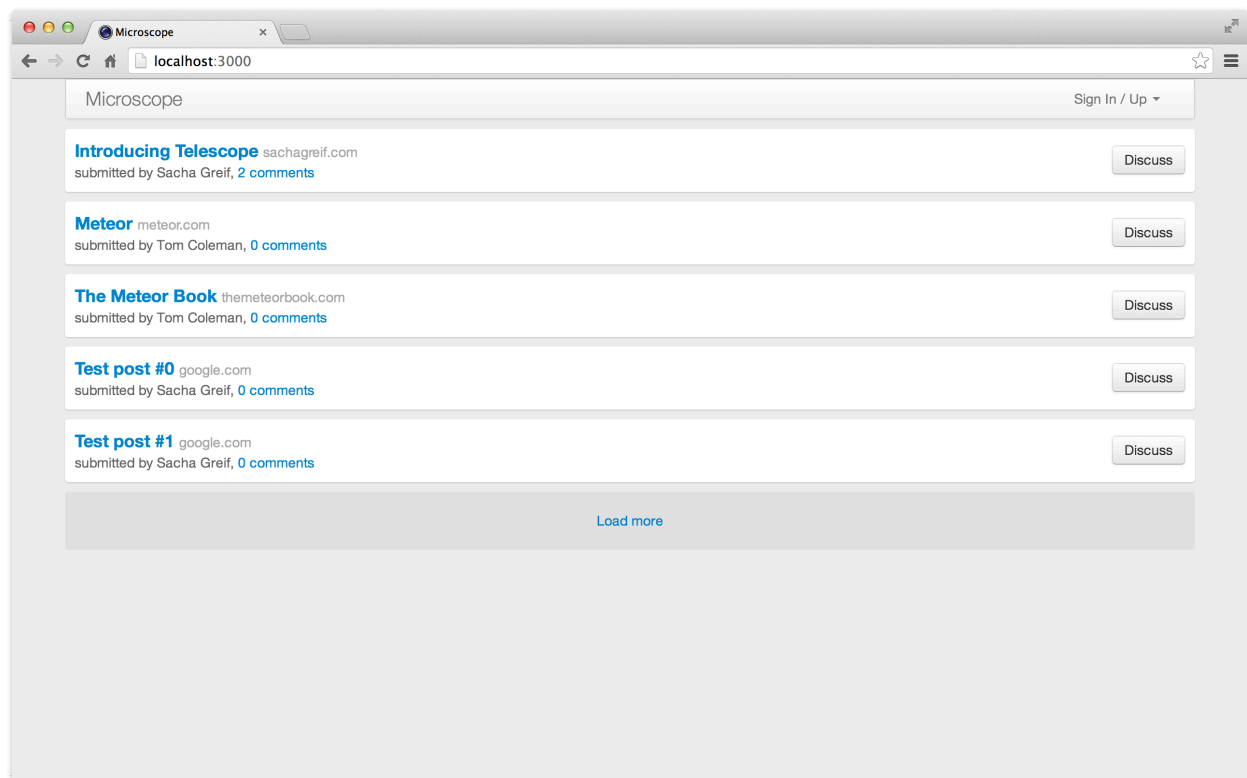 Microscope
localhost:3000
Microscope Sign In / Up
Introducing Telescope sachagreif.com
submitted by Sacha Greif, 2 comments
Discuss
Meteor meteor.com
submitted by Tom Coleman, 0 comments
Discuss
The Meteor Book themeteorbook.com
submitted by Tom Coleman, 0 comments
Discuss
Test post #0 google.com
submitted by Sacha Greif, 0 comments
Discuss
Test post #1 google.com
submitted by Sacha Greif, 0 comments
Discuss
Load more